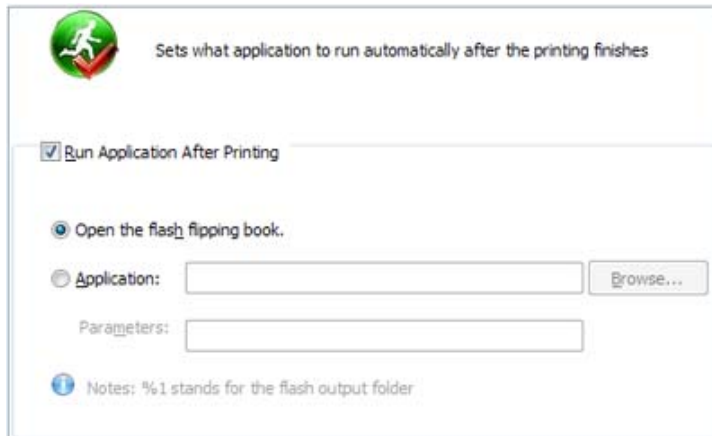 Sets what application to run automatically after the printing finishes
Run Application After Printing
Open the flash flipping book.
Application:
Browse...
Parameters:
Notes: %1 stands for the flash output folder